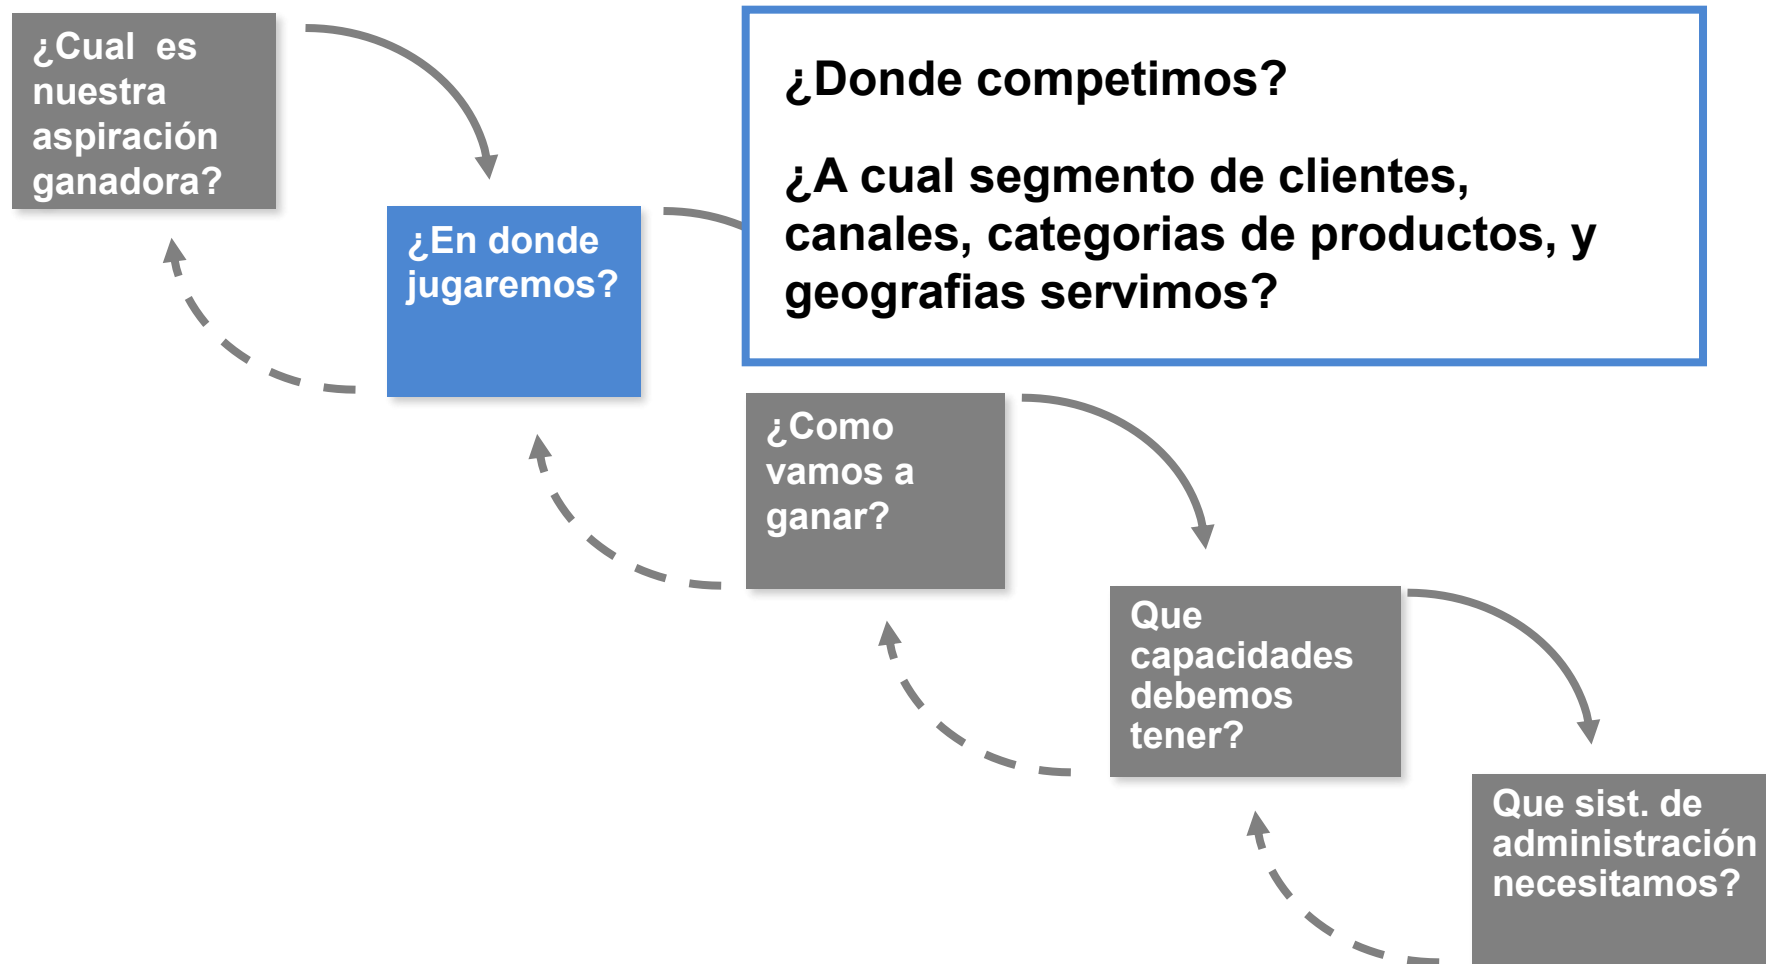 ¿Cual  es
nuestra
aspiración
ganadora?
¿En donde
jugaremos?
¿Donde competimos?
¿A cual segmento de clientes,
canales, categorias de productos, y
geografias servimos?
¿Como
vamos a
ganar?
Que
capacidades
debemos
tener?
Que sist. de
administración
necesitamos?